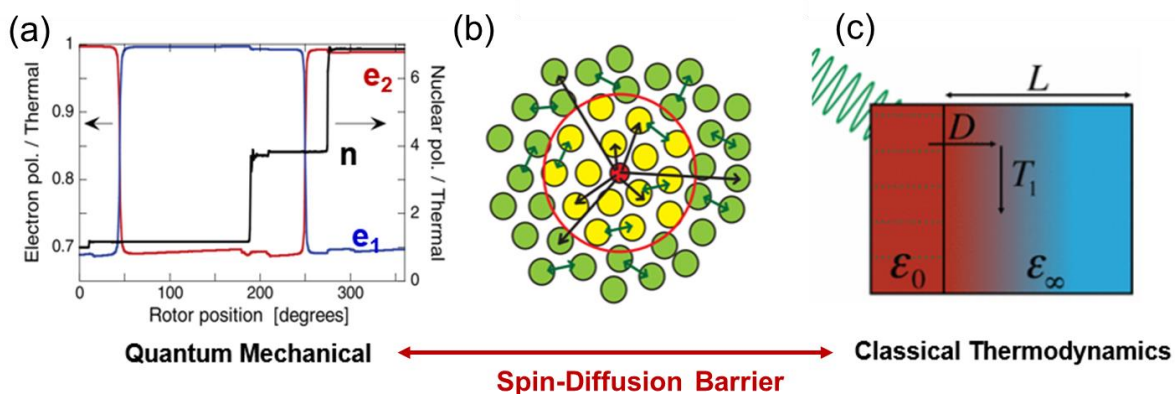 (a)
(b)
(c)
Electron pol. / Thermal
1
0.9
0.8
0.7
e2
n
e1
Nuclear pol. / Thermal
6
4
2
0
0
100
200
300
Rotor position [degrees]
L
D
T1
ε0
ε∞
Quantum Mechanical
Spin-Diffusion Barrier
Classical Thermodynamics